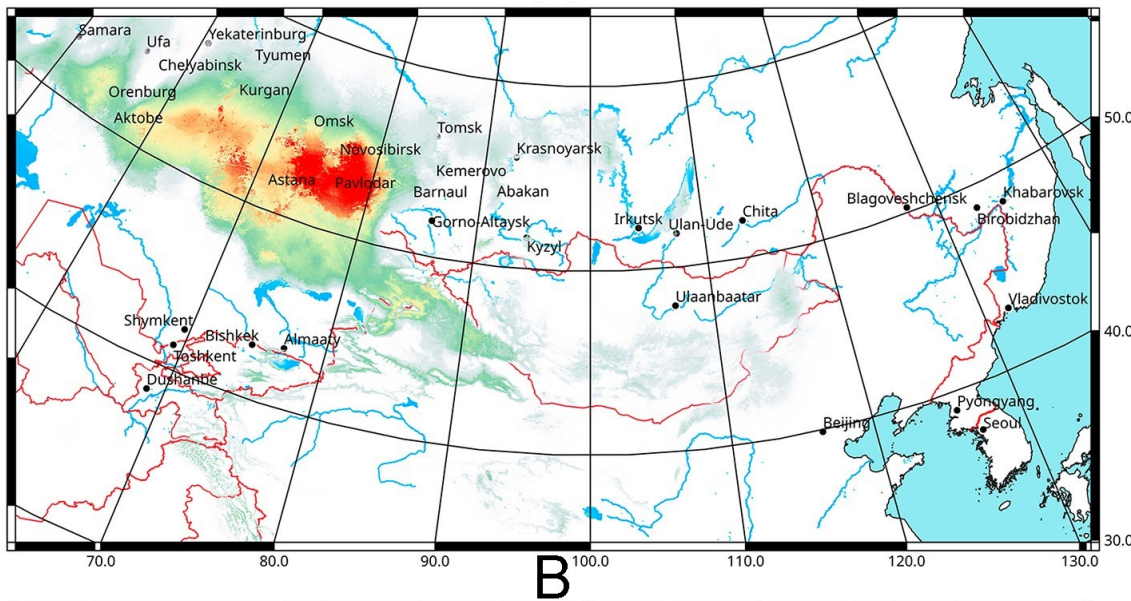 Samara
Yekaterinburg
Ufa
Tyumen
Chelyabinsk
Orenburg
Kurgan
Aktobe
Omsk
Tomsk
Novosibirsk
Krasnoyarsk
Kemerovo
Astana
Pavlodar
Barnaul
Abakan
Gorno-Altaysk
Kyzyl
Irkutsk
Ulan-Ude
Chita
Blagoveshchensk
Khabarovsk
Birobidzhan
Ulaanbaatar
Vladivostok
Shymkent
Bishkek
Almaaty
Toshkent
Dushanbe
Pyongyang
Beijing
Seoul
50.0
40.0
30.0
70.0 80.0 90.0 100.0 110.0 120.0 130.0
B